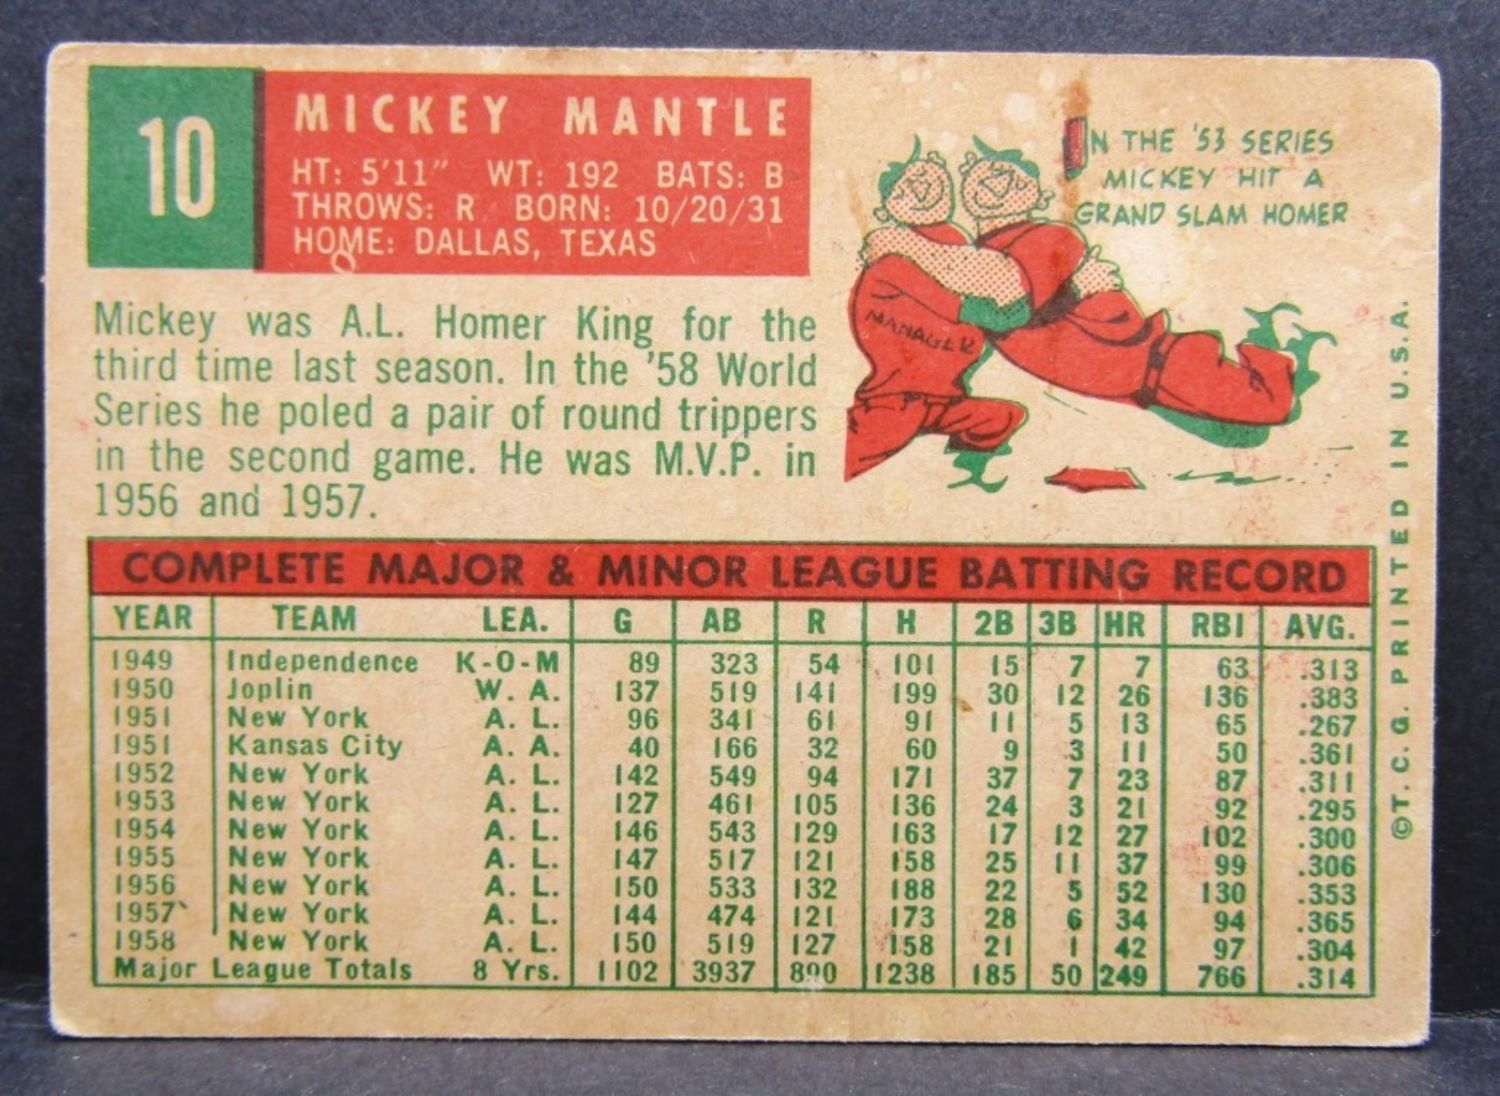 10
MICKEY MANTLE
HT: 5'11" WT: 192 BATS: B
THROWS: R BORN: 10/20/31
HOME: DALLAS, TEXAS
IN THE '53 SERIES
MICKEY HIT A
GRAND SLAM HOMER
MANAGER
Mickey was A.L. Homer King for the
third time last season. In the '58 World
Series he poled a pair of round trippers
in the second game. He was M.V.P. in
1956 and 1957.
COMPLETE MAJOR & MINOR LEAGUE BATTING RECORD
YEAR TEAM LEA. G AB R H 2B 3B HR RBI AVG.
1949 Independence K-O-M 89 323 54 101 15 7 7 63 .313
1950 Joplin W. A. 137 519 141 199 30 12 26 136 .383
1951 New York A. L. 96 341 61 91 11 5 13 65 .267
1951 Kansas City A. A. 40 166 32 60 9 3 11 50 .361
1952 New York A. L. 142 549 94 171 37 7 23 87 .311
1953 New York A. L. 127 461 105 136 24 3 21 92 .295
1954 New York A. L. 146 543 129 163 17 12 27 102 .300
1955 New York A. L. 147 517 121 158 25 11 37 99 .306
1956 New York A. L. 150 533 132 188 22 5 52 130 .353
1957 New York A. L. 144 474 121 173 28 6 34 94 .365
1958 New York A. L. 150 519 127 158 21 1 42 97 .304
Major League Totals 8 Yrs. 1102 3937 890 1238 185 50 249 766 .314
©T.C.G. PRINTED IN U.S.A.